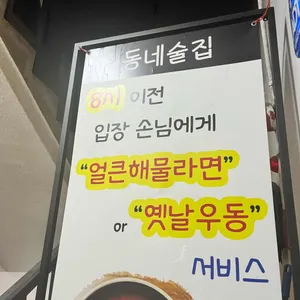 동네술집
8시 이전
입장 손님에게
“얼큰해물라면”
or “옛날우동”
서비스